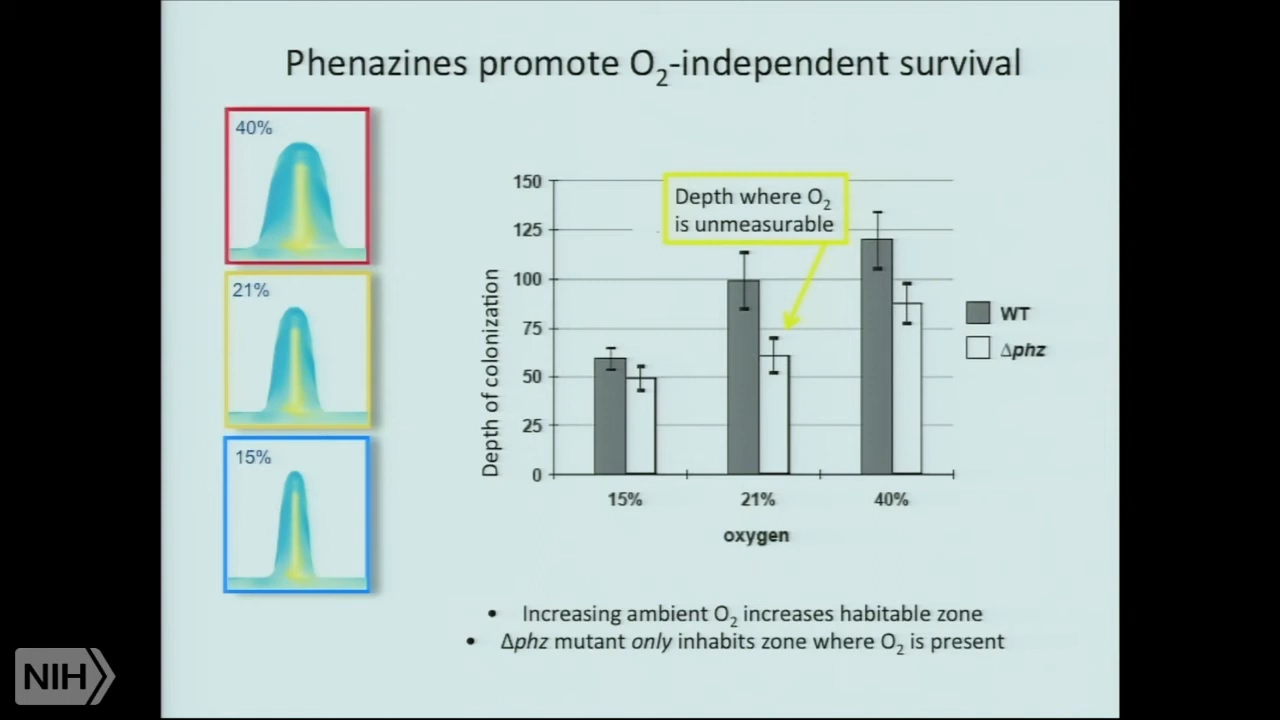 Phenazines promote O₂-independent survival
40%
21%
15%
150
125
100
75
50
25
0
Depth of colonization
Depth where O₂
is unmeasurable
15%
21%
40%
oxygen
WT
Δphz
• Increasing ambient O₂ increases habitable zone
• Δphz mutant only inhabits zone where O₂ is present
NIH